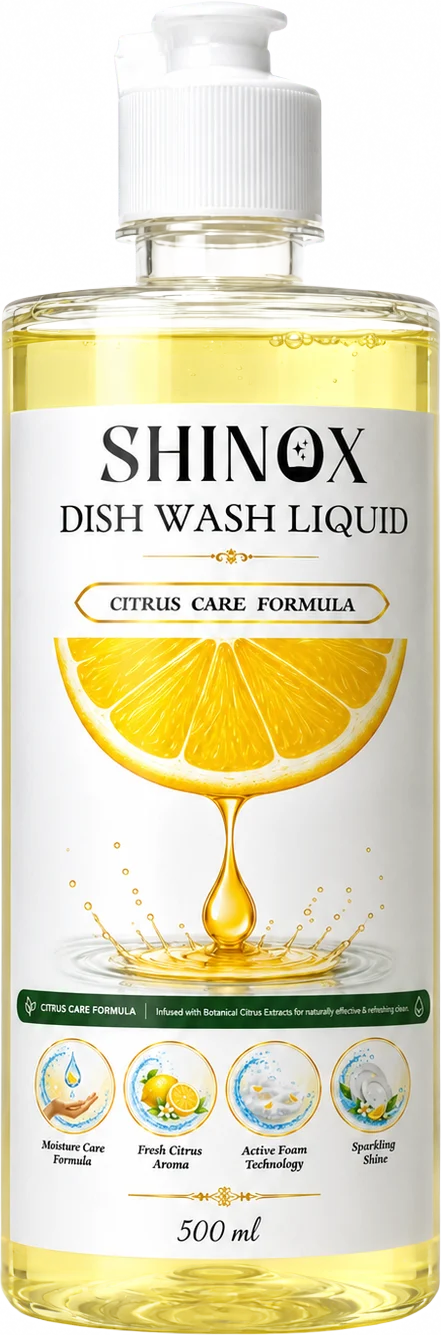 SHINOX
DISH WASH LIQUID
CITRUS CARE FORMULA
CITRUS CARE FORMULA | Infused with Botanical Citrus Extracts for naturally effective & refreshing clean.
Moisture Care
Formula
Fresh Citrus
Aroma
Active Foam
Technology
Sparkling
Shine
500 ml